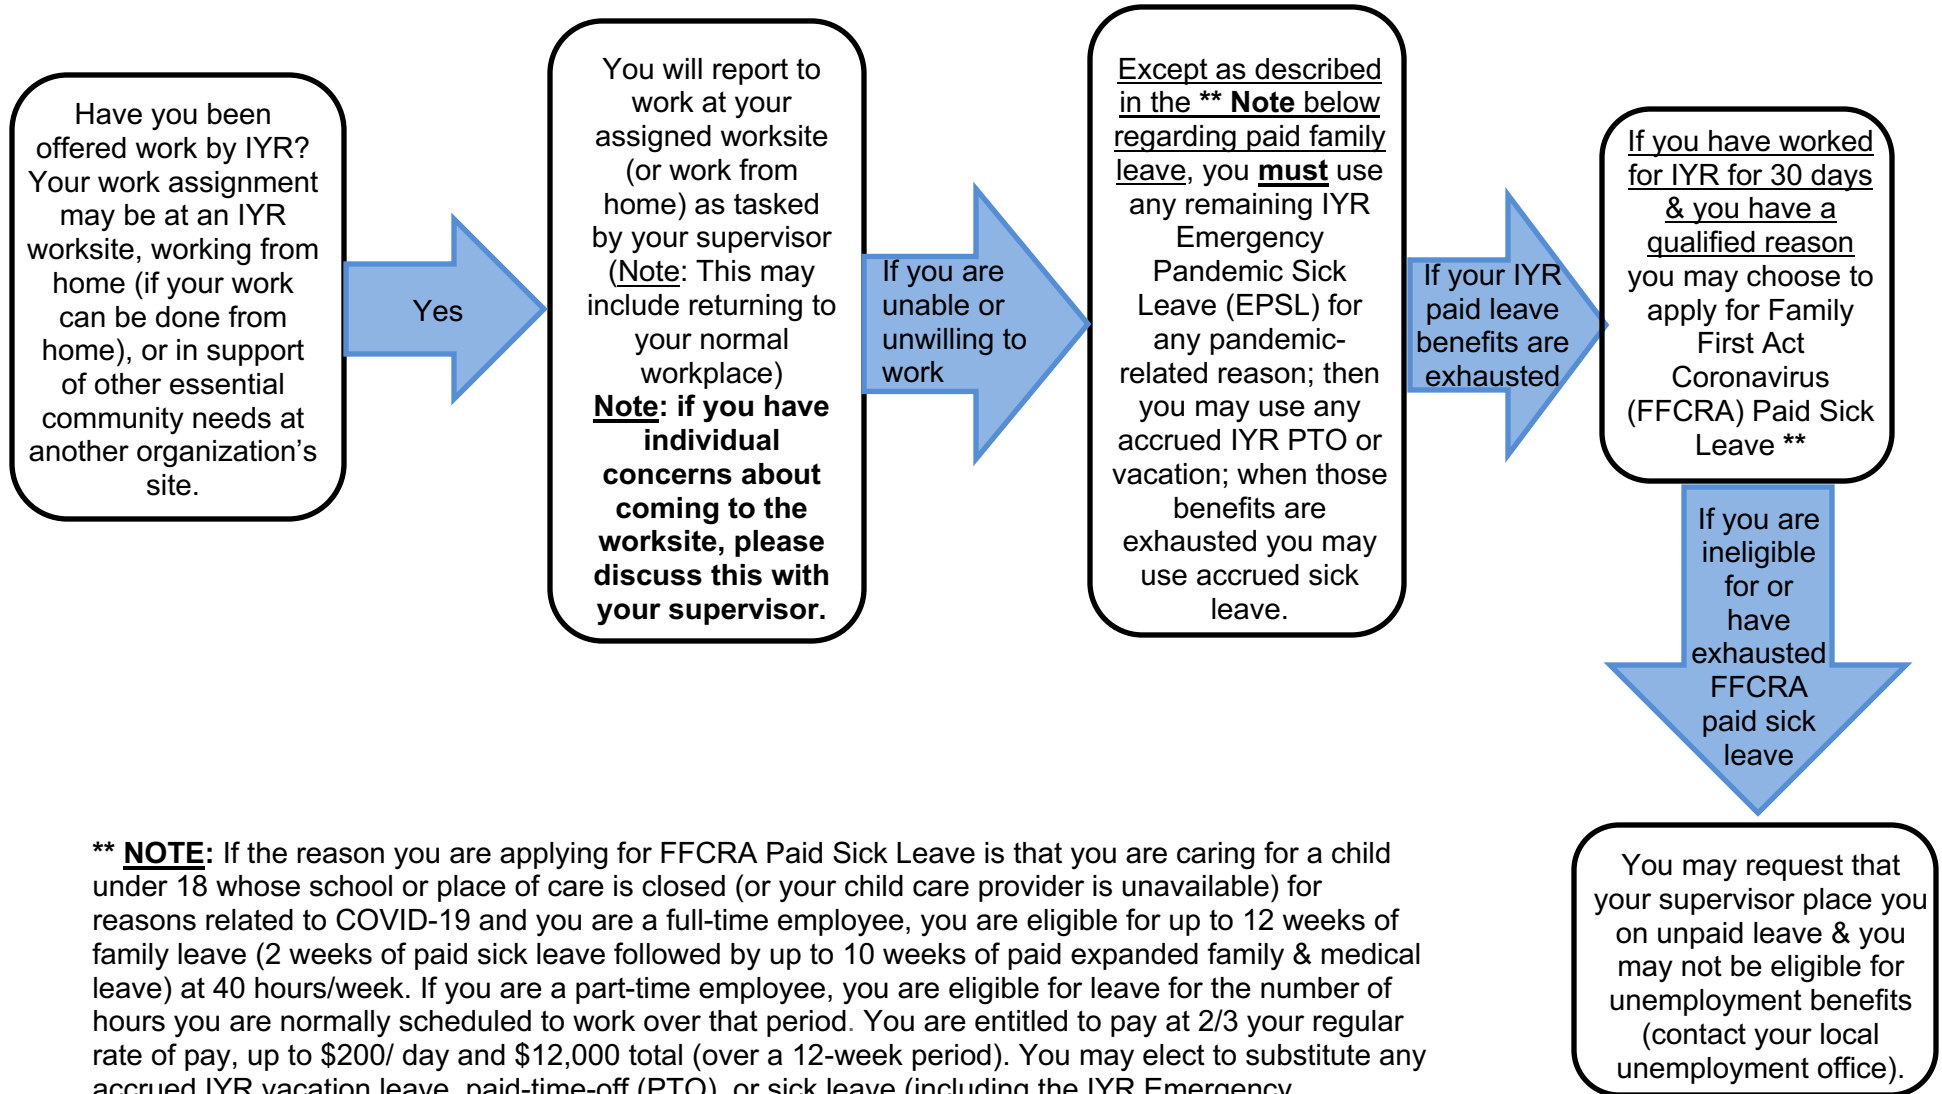 Have you been
offered work by IYR?
Your work assignment
may be at an IYR
worksite, working from
home (if your work
can be done from
home), or in support
of other essential
community needs at
another organization's
site.
Yes
You will report to
work at your
assigned worksite
(or work from
home) as tasked
by your supervisor
(Note: This may
include returning to
your normal
workplace)
Note: if you have
individual
concerns about
coming to the
worksite, please
discuss this with
your supervisor.
If you are
unable or
unwilling to
work
Except as described
in the ** Note below
regarding paid family
leave, you must use
any remaining IYR
Emergency
Pandemic Sick
Leave (EPSL) for
any pandemic-
related reason; then
you may use any
accrued IYR PTO or
vacation; when those
benefits are
exhausted you may
use accrued sick
leave.
If your IYR
paid leave
benefits are
exhausted
If you have worked
for IYR for 30 days
& you have a
qualified reason
you may choose to
apply for Family
First Act
Coronavirus
(FFCRA) Paid Sick
Leave **
If you are
ineligible
for or
have
exhausted
FFCRA
paid sick
leave
You may request that
your supervisor place you
on unpaid leave & you
may not be eligible for
unemployment benefits
(contact your local
unemployment office).
** NOTE: If the reason you are applying for FFCRA Paid Sick Leave is that you are caring for a child
under 18 whose school or place of care is closed (or your child care provider is unavailable) for
reasons related to COVID-19 and you are a full-time employee, you are eligible for up to 12 weeks of
family leave (2 weeks of paid sick leave followed by up to 10 weeks of paid expanded family & medical
leave) at 40 hours/week. If you are a part-time employee, you are eligible for leave for the number of
hours you are normally scheduled to work over that period. You are entitled to pay at 2/3 your regular
rate of pay, up to $200/ day and $12,000 total (over a 12-week period). You may elect to substitute any
accrued IYR vacation leave, paid-time-off (PTO), or sick leave (including the IYR Emergency